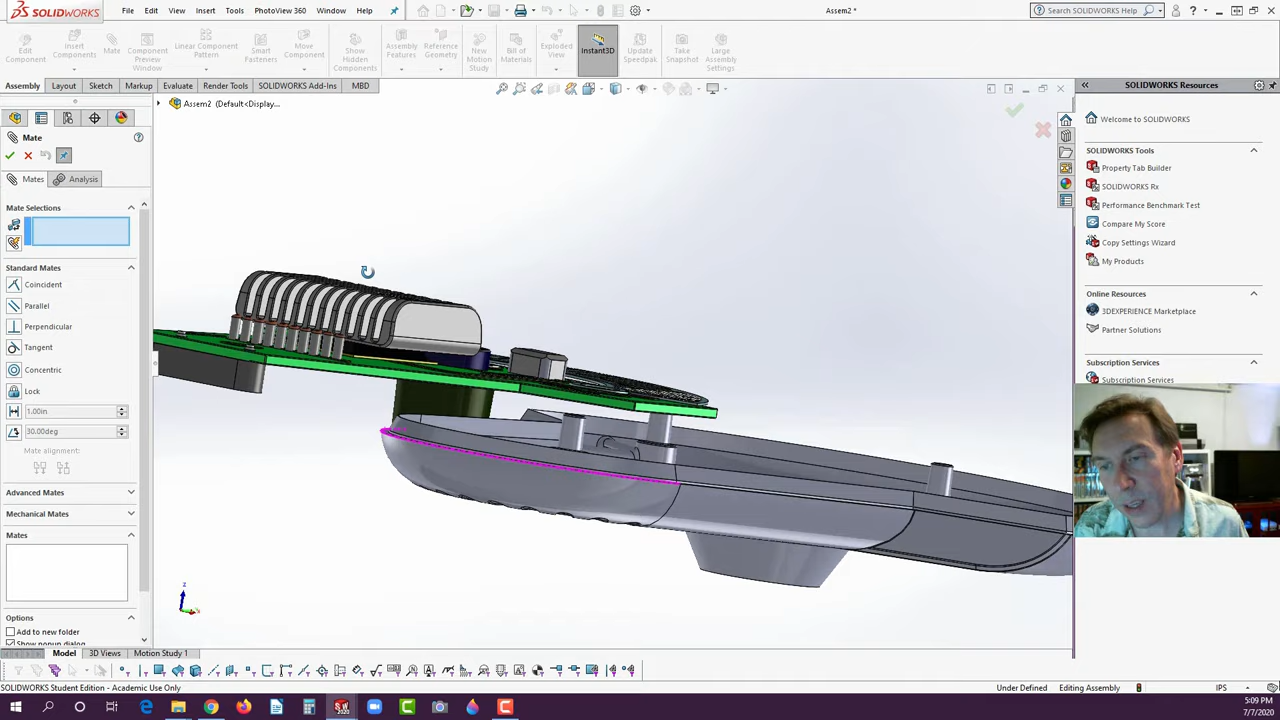 SOLIDWORKS
File
Edit
View
Insert
Tools
PhotoView 360
Window
Help
Assem2 *
Search SOLIDWORKS Help
Edit Component
Insert Components
Mate
Component Preview Window
Linear Component Pattern
Smart Fasteners
Move Component
Show Hidden Components
Assembly Features
Reference Geometry
New Motion Study
Bill of Materials
Exploded View
Instant3D
Update Speedpak
Take Snapshot
Large Assembly Settings
Assembly
Layout
Sketch
Markup
Evaluate
Render Tools
SOLIDWORKS Add-Ins
MBD
SOLIDWORKS Resources
Assem2 (Default<Display...
Mate
Mates
Analysis
Mate Selections
Standard Mates
Coincident
Parallel
Perpendicular
Tangent
Concentric
Lock
1.00in
30.00deg
Mate alignment:
Advanced Mates
Mechanical Mates
Mates
Options
Add to new folder
Show popup dialog
Welcome to SOLIDWORKS
SOLIDWORKS Tools
Property Tab Builder
SOLIDWORKS Rx
Performance Benchmark Test
Compare My Score
Copy Settings Wizard
My Products
Online Resources
3DEXPERIENCE Marketplace
Partner Solutions
Subscription Services
Subscription Services
z
Model
3D Views
Motion Study 1
SOLIDWORKS Student Edition - Academic Use Only
Under Defined
Editing Assembly
IPS
5:09 PM
7/7/2020